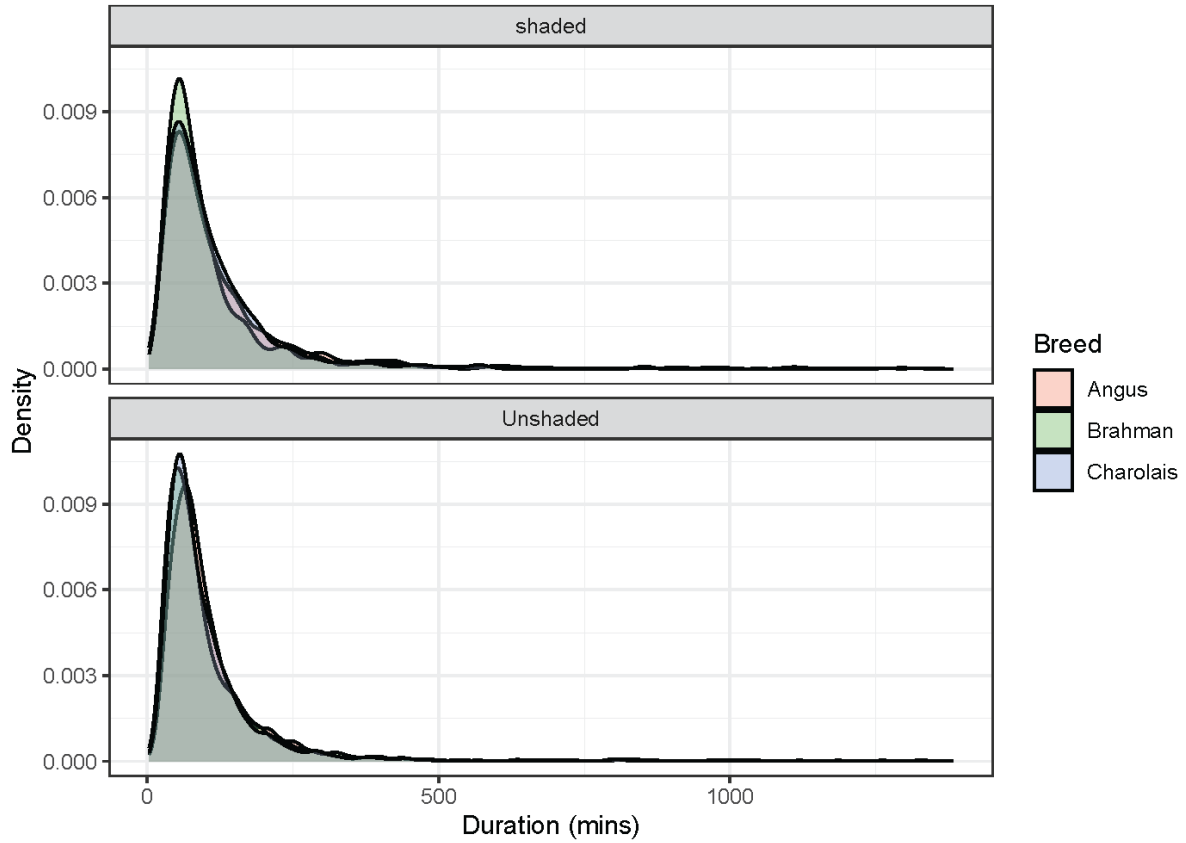 shaded
0.009
0.006
0.003
0.000
Unshaded
0.009
0.006
0.003
0.000
0
500
1000
Duration (mins)
Density
Breed
Angus
Brahman
Charolais